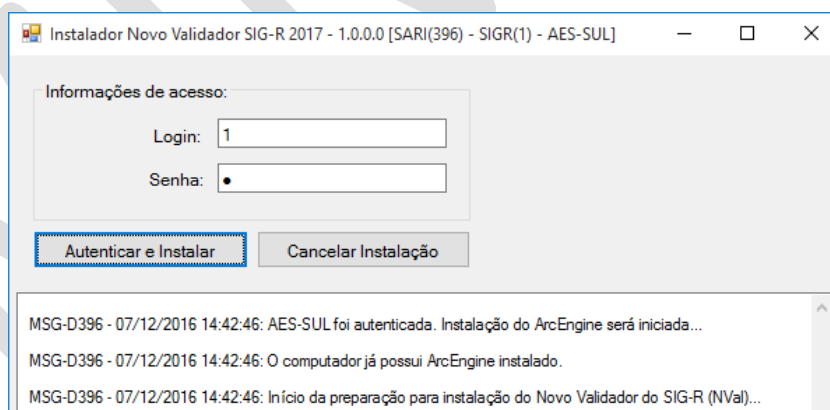 Instalador Novo Validador SIG-R 2017 - 1.0.0.0 [SARI(396) - SIGR(1) - AES-SUL]
Informações de acesso:
Login: 1
Senha: ●
Autenticar e Instalar Cancelar Instalação
MSG-D396 - 07/12/2016 14:42:46: AES-SUL foi autenticada. Instalação do ArcEngine será iniciada...
MSG-D396 - 07/12/2016 14:42:46: O computador já possui ArcEngine instalado.
MSG-D396 - 07/12/2016 14:42:46: Início da preparação para instalação do Novo Validador do SIG-R (NVal)...